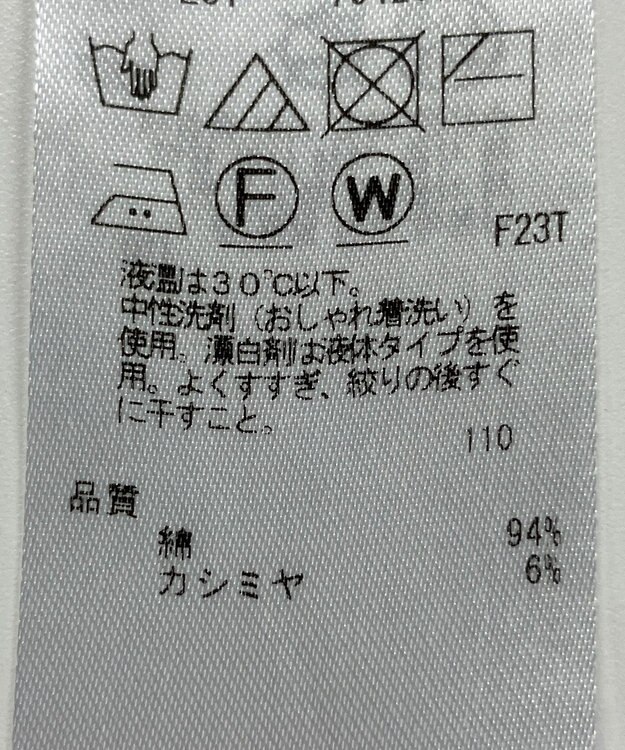 F
W
F23T
液温は30℃以下。
中性洗剤(おしゃれ着洗い)を
使用。漂白剤は液体タイプを使
用。よくすすぎ、絞りの後すぐ
に干すこと。
110
品質
綿 94%
カシミヤ 6%